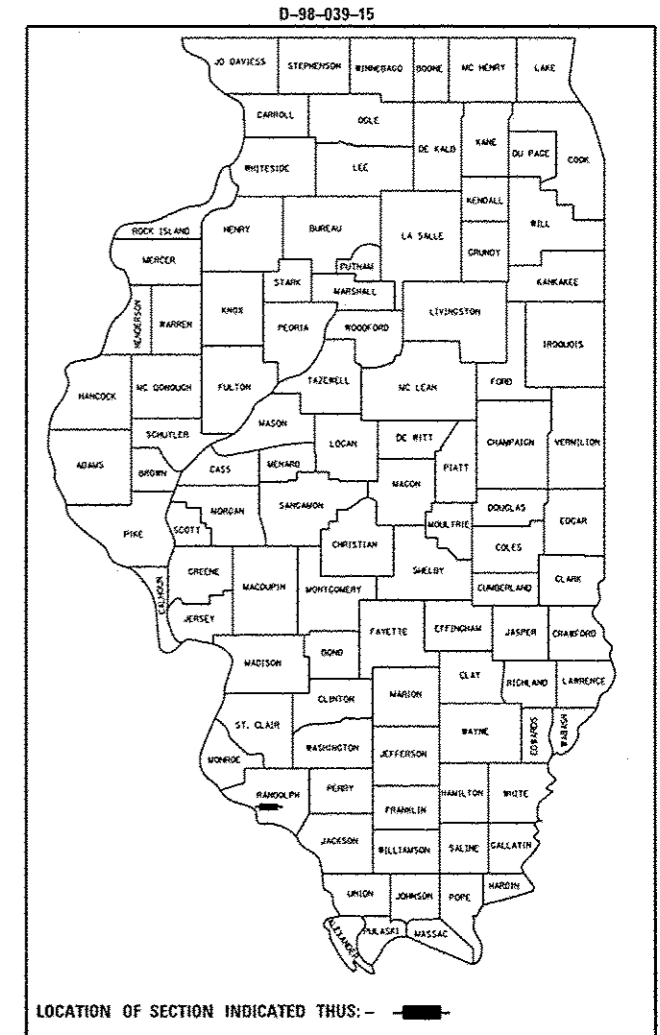 D-98-039-15
JO DAVIESS STEPHENSON WINNEBAGO BOONE MC HENRY LAKE
CARROLL OGLE DE KALB KANE DU PAGE COOK
WHITESIDE LEE
KENDALL
ROCK ISLAND HENRY BUREAU LA SALLE GRUNDY WILL
MERCER PUTNAM
STARK MARSHALL KANKAKEE
HENDERSON WARREN KNOX PEORIA WOODFORD LIVINGSTON IROQUOIS
HANCOCK MC DONOUGH FULTON TAZEWELL MC LEAN FORD
SCHUYLER MASON LOGAN DE WITT CHAMPAIGN VERMILION
ADAMS BROWN CASS MENARD PIATT
MACON
PIKE SCOTT MORGAN SANGAMON MOULTRIE DOUGLAS EDGAR
CHRISTIAN COLES
CALHOUN GREENE MACOUPIN MONTGOMERY SHELBY CUMBERLAND CLARK
JERSEY
FAYETTE EFFINGHAM JASPER CRAWFORD
MADISON BOND
CLAY RICHLAND LAWRENCE
CLINTON MARION
ST. CLAIR WAYNE EDWARDS WABASH
WASHINGTON JEFFERSON
MONROE
RANDOLPH PERRY HAMILTON WHITE
FRANKLIN
JACKSON WILLIAMSON SALINE GALLATIN
UNION JOHNSON POPE HARDIN
ALEXANDER PULASKI MASSAC
LOCATION OF SECTION INDICATED THUS: -